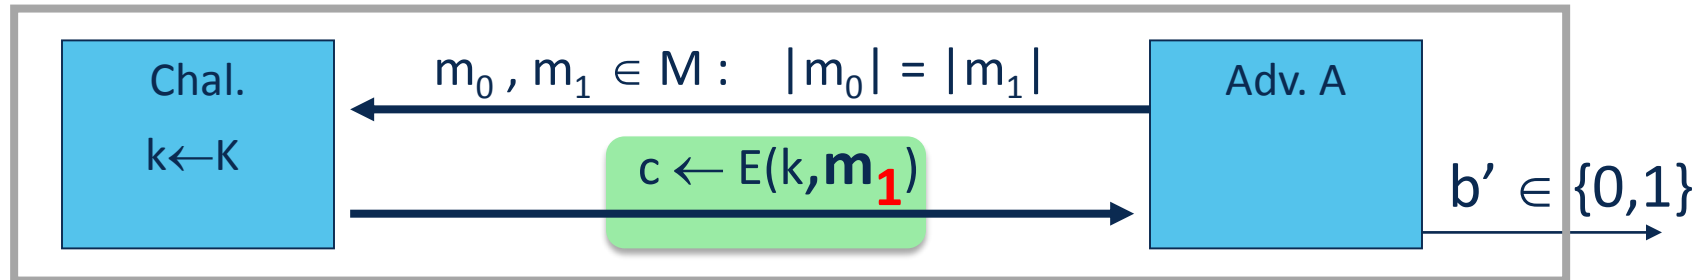 Chal.
k←K
m₀ , m₁ ∈ M : |m₀| = |m₁|
c ← E(k,m₁)
Adv. A
b’ ∈ {0,1}